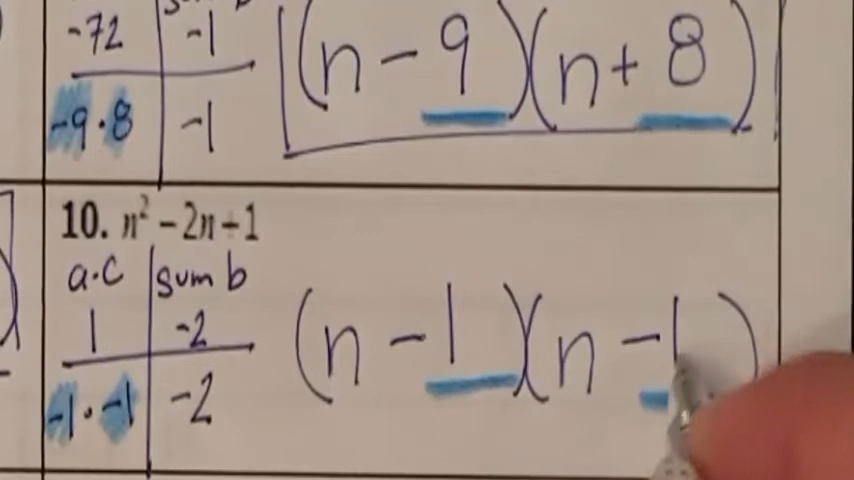 -72 -1 (n - 9)(n + 8)
-9 · 8 -1
10. n² - 2n + 1
a·c sum b
1 -2 (n - 1)(n - 1)
-1 · -1 -2